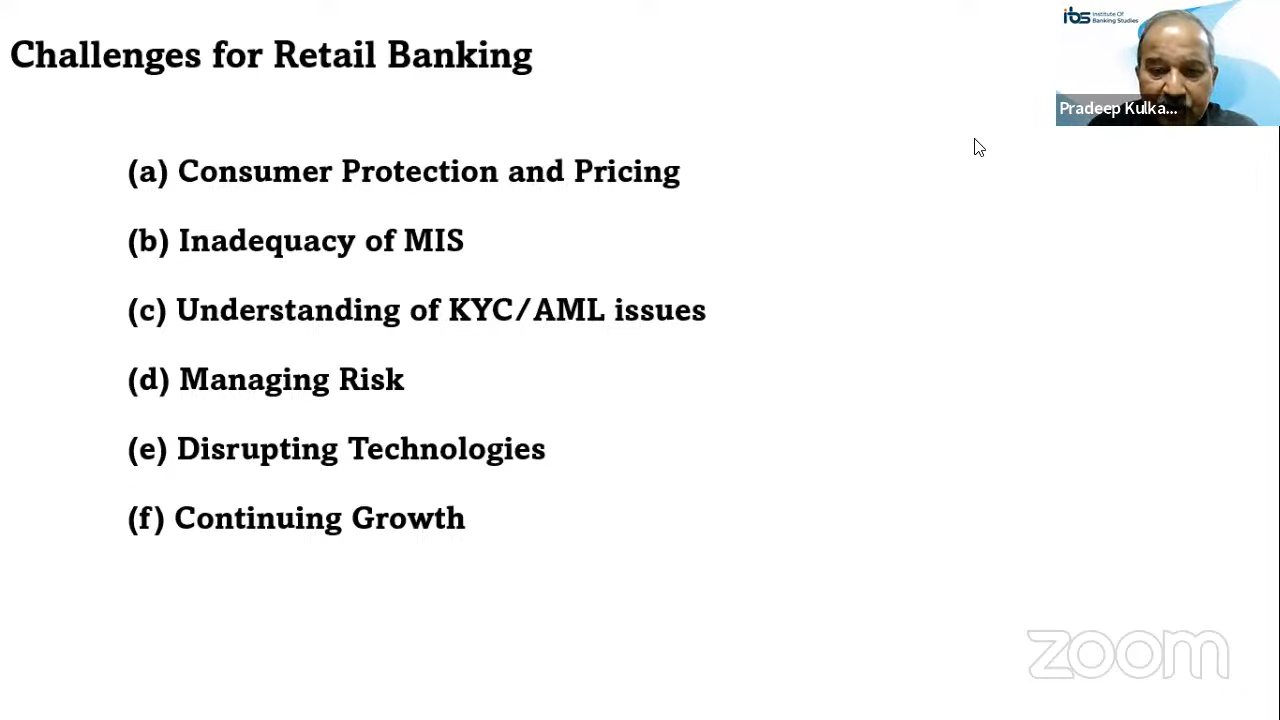 Challenges for Retail Banking
ibs Institute Of
Banking Studies
Pradeep Kulka...
(a) Consumer Protection and Pricing
(b) Inadequacy of MIS
(c) Understanding of KYC/AML issues
(d) Managing Risk
(e) Disrupting Technologies
(f) Continuing Growth
zoom